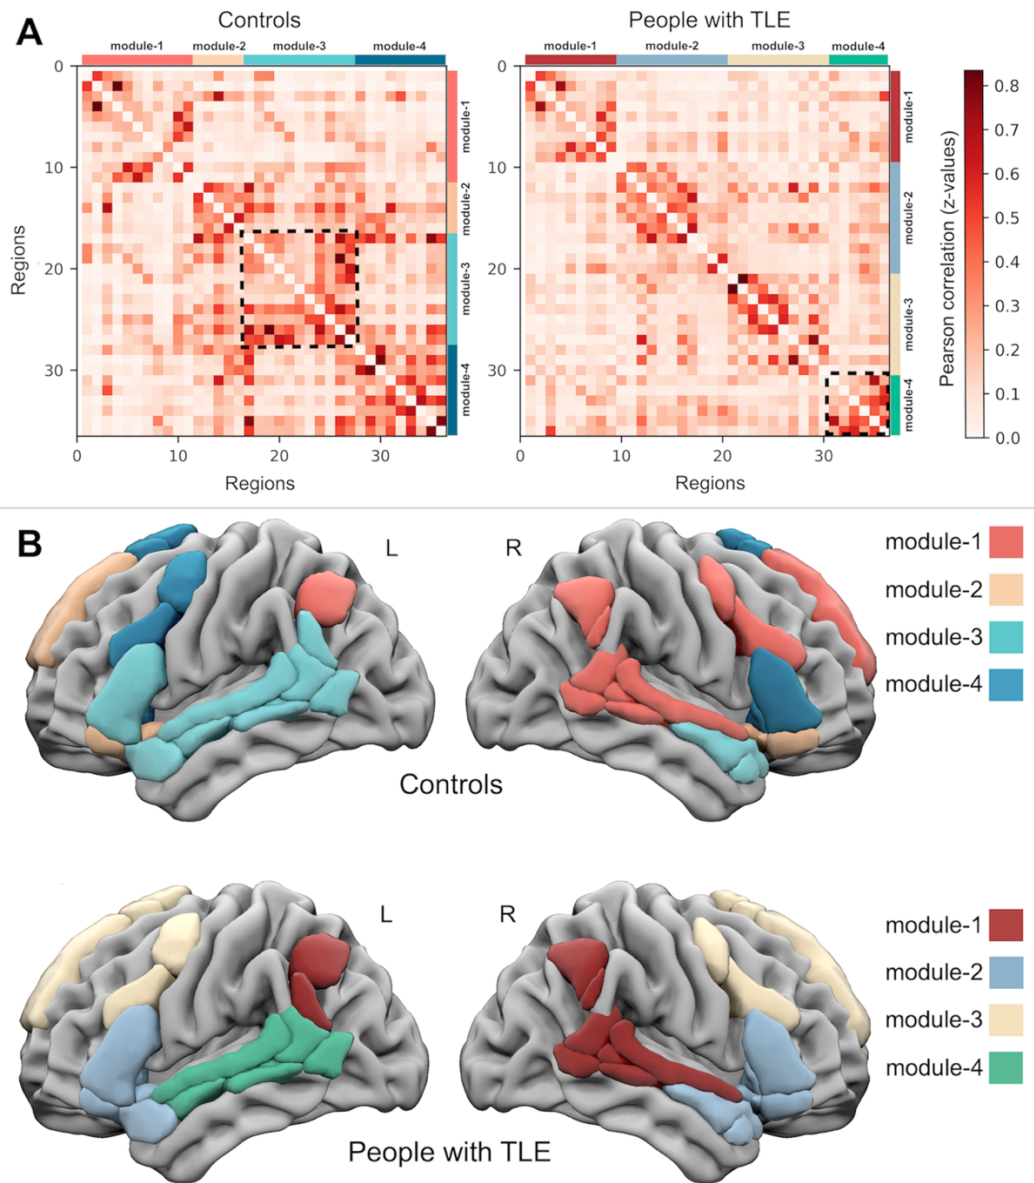 A
Controls
People with TLE
module-1 module-2 module-3 module-4
module-1 module-2 module-3 module-4
0
10
20
30
Regions
module-1
module-2
module-3
module-4
0 10 20 30
Regions
module-1
module-2
module-3
module-4
0 10 20 30
Regions
0.8
0.7
0.6
0.5
0.4
0.3
0.2
0.1
0.0
Pearson correlation (z-values)
B
L
R
module-1
module-2
module-3
module-4
Controls
L
R
module-1
module-2
module-3
module-4
People with TLE